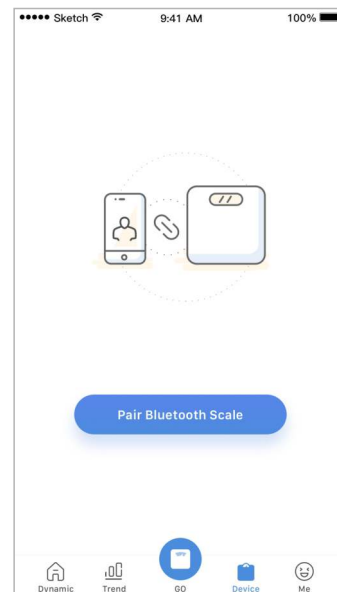 ●●●●● Sketch 9:41 AM 100%
Pair Bluetooth Scale
Dynamic Trend GO Device Me